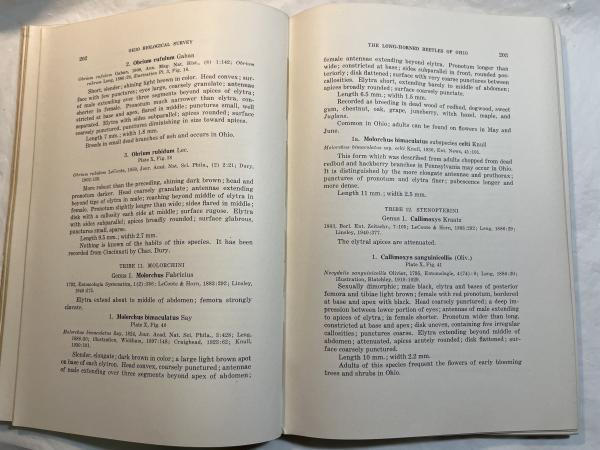 202
OHIO BIOLOGICAL SURVEY
2. Obrium rufulum Gahan
Obrium rufulum Gahan, 1908, Ann. Mag. Nat. Hist., (8) 1:142; Obrium
rubrum Leng, 1886:29, illustration Pl. 2, Fig. 14.
Short, slender; shining light brown in color. Head convex; sur-
face with few punctures; eyes large, coarsely granulate; antennae
of male extending over three segments beyond apices of elytra;
shorter in female. Pronotum much narrower than elytra, con-
stricted at base and apex, dilated in middle; punctures small, well
separated. Elytra with sides subparallel; apices rounded; surface
coarsely punctured, punctures diminishing in size toward apices.
Length 7 mm.; width 1.8 mm.
Breeds in small dead branches of ash and occurs in Ohio.
3. Obrium rubidum Lec.
Plate X, Fig. 38
Obrium rubidum LeConte, 1850, Jour. Acad. Nat. Sci. Phila., (2) 2:21; Dury,
1902:165.
More robust than the preceding, shining dark brown; head and
pronotum darker. Head coarsely granulate; antennae extending
beyond tips of elytra in male; reaching beyond middle of elytra in
female. Pronotum slightly longer than wide; sides flared in middle;
disk with a callosity each side at middle; surface rugose. Elytra
with sides subparallel; apices broadly rounded; surface glabrous,
punctures small, sparse.
Length 9.5 mm.; width 2.7 mm.
Nothing is known of the habits of this species. It has been
recorded from Cincinnati by Chas. Dury.
TRIBE 11. MOLORCHINI
Genus 1. Molorchus Fabricius
1792, Entomologia Systematica, 1(2):356; LeConte & Horn, 1883:292; Linsley,
1940:375.
Elytra extend about to middle of abdomen; femora strongly
clavate.
1. Molorchus bimaculatus Say
Plate X, Fig. 40
Molorchus bimaculatus Say, 1824, Jour. Acad. Nat. Sci. Phila., 3:428; Leng,
illustration, Wickham, 1897:148; Craighead, 1923:62; Knull,
Slender, elongate; dark brown in color; a large light brown spot
on base of each elytron. Head convex, coarsely punctured; antennae
of male extending over three segments beyond apex of abdomen;
THE LONG-HORNED BEETLES OF OHIO
203
female antennae extending beyond elytra. Pronotum longer than
wide; constricted at base; sides subparallel in front, rounded pos-
teriorly; disk flattened; surface with very coarse punctures between
callosities. Elytra short, extending barely to middle of abdomen;
apices broadly rounded; surface coarsely punctate.
Length 6.5 mm.; width 1.5 mm.
Recorded as breeding in dead wood of redbud, dogwood, sweet
gum, chestnut, oak, grape, juneberry, witch hazel, maple, and
Juglans.
Common in Ohio; adults can be found on flowers in May and
June.
1a. Molorchus bimaculatus subspecies celti Knull
Molorchus bimaculatus ssp. celti Knull, Ent. News,
This form which was described from adults chopped from dead
redbud and hackberry branches in Pennsylvania may occur in Ohio.
It is distinguished by the more elongate antennae and prothorax;
punctures of pronotum and elytra finer; pubescence longer and
more dense.
Length 11 mm.; width 2.5 mm.
TRIBE 12. STENOPTERINI
Genus 1. Callimoxys Kraatz
1863, Berl. Ent. Zeitschr., 7:105; LeConte & Horn, 1883:292; Leng, 1886:29;
Linsley, 1940:377.
The elytral apices are attenuated.
1. Callimoxys sanguinicollis (Oliv.)
Plate X, Fig. 41
Necydalis sanguinicollis Olivier, 1795, Entomologie, 4(74):9; Leng, 1886:30;
illustration, Blatchley, 1910:1029.
Sexually dimorphic; male black, elytra and bases of posterior
femora and tibiae light brown; female with red pronotum, bordered
at base and apex with black. Head coarsely punctured; a deep im-
pression between lower portion of eyes; antennae of male extending
to apices of elytra; in female shorter. Pronotum wider than long,
constricted at base and apex; disk uneven, containing few irregular
callosities; punctures coarse. Elytra extending beyond middle of
abdomen; attenuated, apices acutely rounded; disk flattened; sur-
face coarsely punctured.
Length 10 mm.; width 2.2 mm.
Adults of this species frequent the flowers of early blooming
trees and shrubs in Ohio.